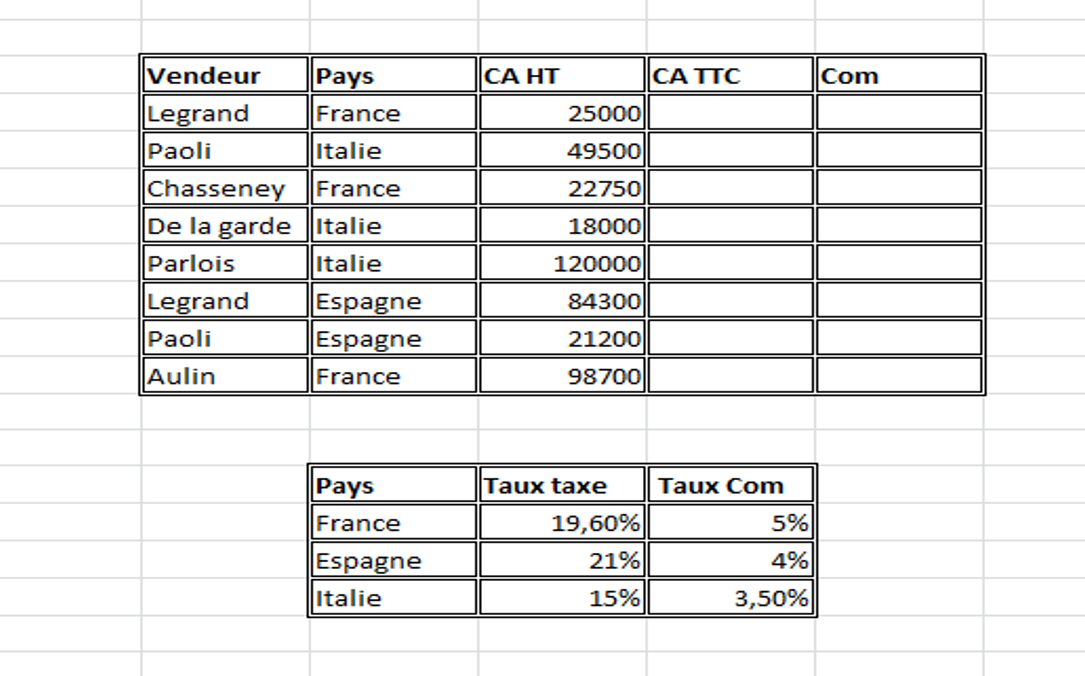 Vendeur Pays CA HT CA TTC Com
Legrand France 25000
Paoli Italie 49500
Chasseney France 22750
De la garde Italie 18000
Parlois Italie 120000
Legrand Espagne 84300
Paoli Espagne 21200
Aulin France 98700
Pays Taux taxe Taux Com
France 19,60% 5%
Espagne 21% 4%
Italie 15% 3,50%